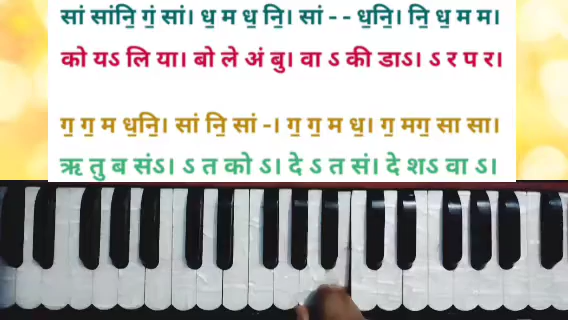 सां सांनि॒ गं॒ सां। ध॒ म ध॒ नि॒। सां - - ध॒नि॒। नि॒ ध॒ म म।
को यऽ लि या। बो ले अं बु। वा ऽ की डाऽ। ऽ र प र।
ग॒ ग॒ म ध॒नि॒। सां नि॒ सां -। ग॒ ग॒ म ध॒। ग॒ मग॒ सा सा।
ऋ तु ब संऽ। ऽ त को ऽ। दे ऽ त सं। दे शऽ वा ऽ।